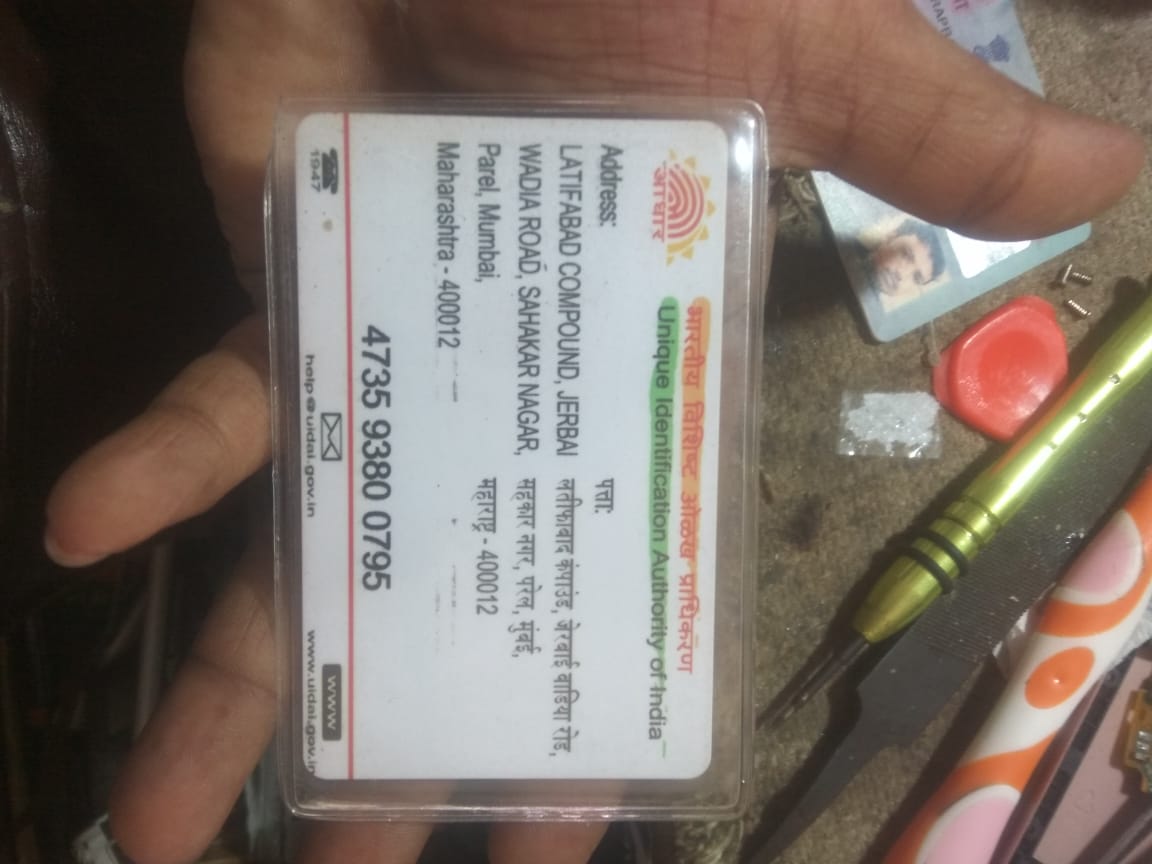 आधार
भारतीय विशिष्ट ओळख प्राधिकरण
Unique Identification Authority of India
Address:
LATIFABAD COMPOUND, JERBAI
WADIA ROAD, SAHAKAR NAGAR,
Parel, Mumbai,
Maharashtra - 400012
पत्ता:
लतीफाबाद कंपाउंड, जेरबाई वाडिया रोड,
सहकार नगर, परेल, मुंबई,
महाराष्ट्र - 400012
4735 9380 0795
1947
help@uidai.gov.in
www
www.uidai.gov.in